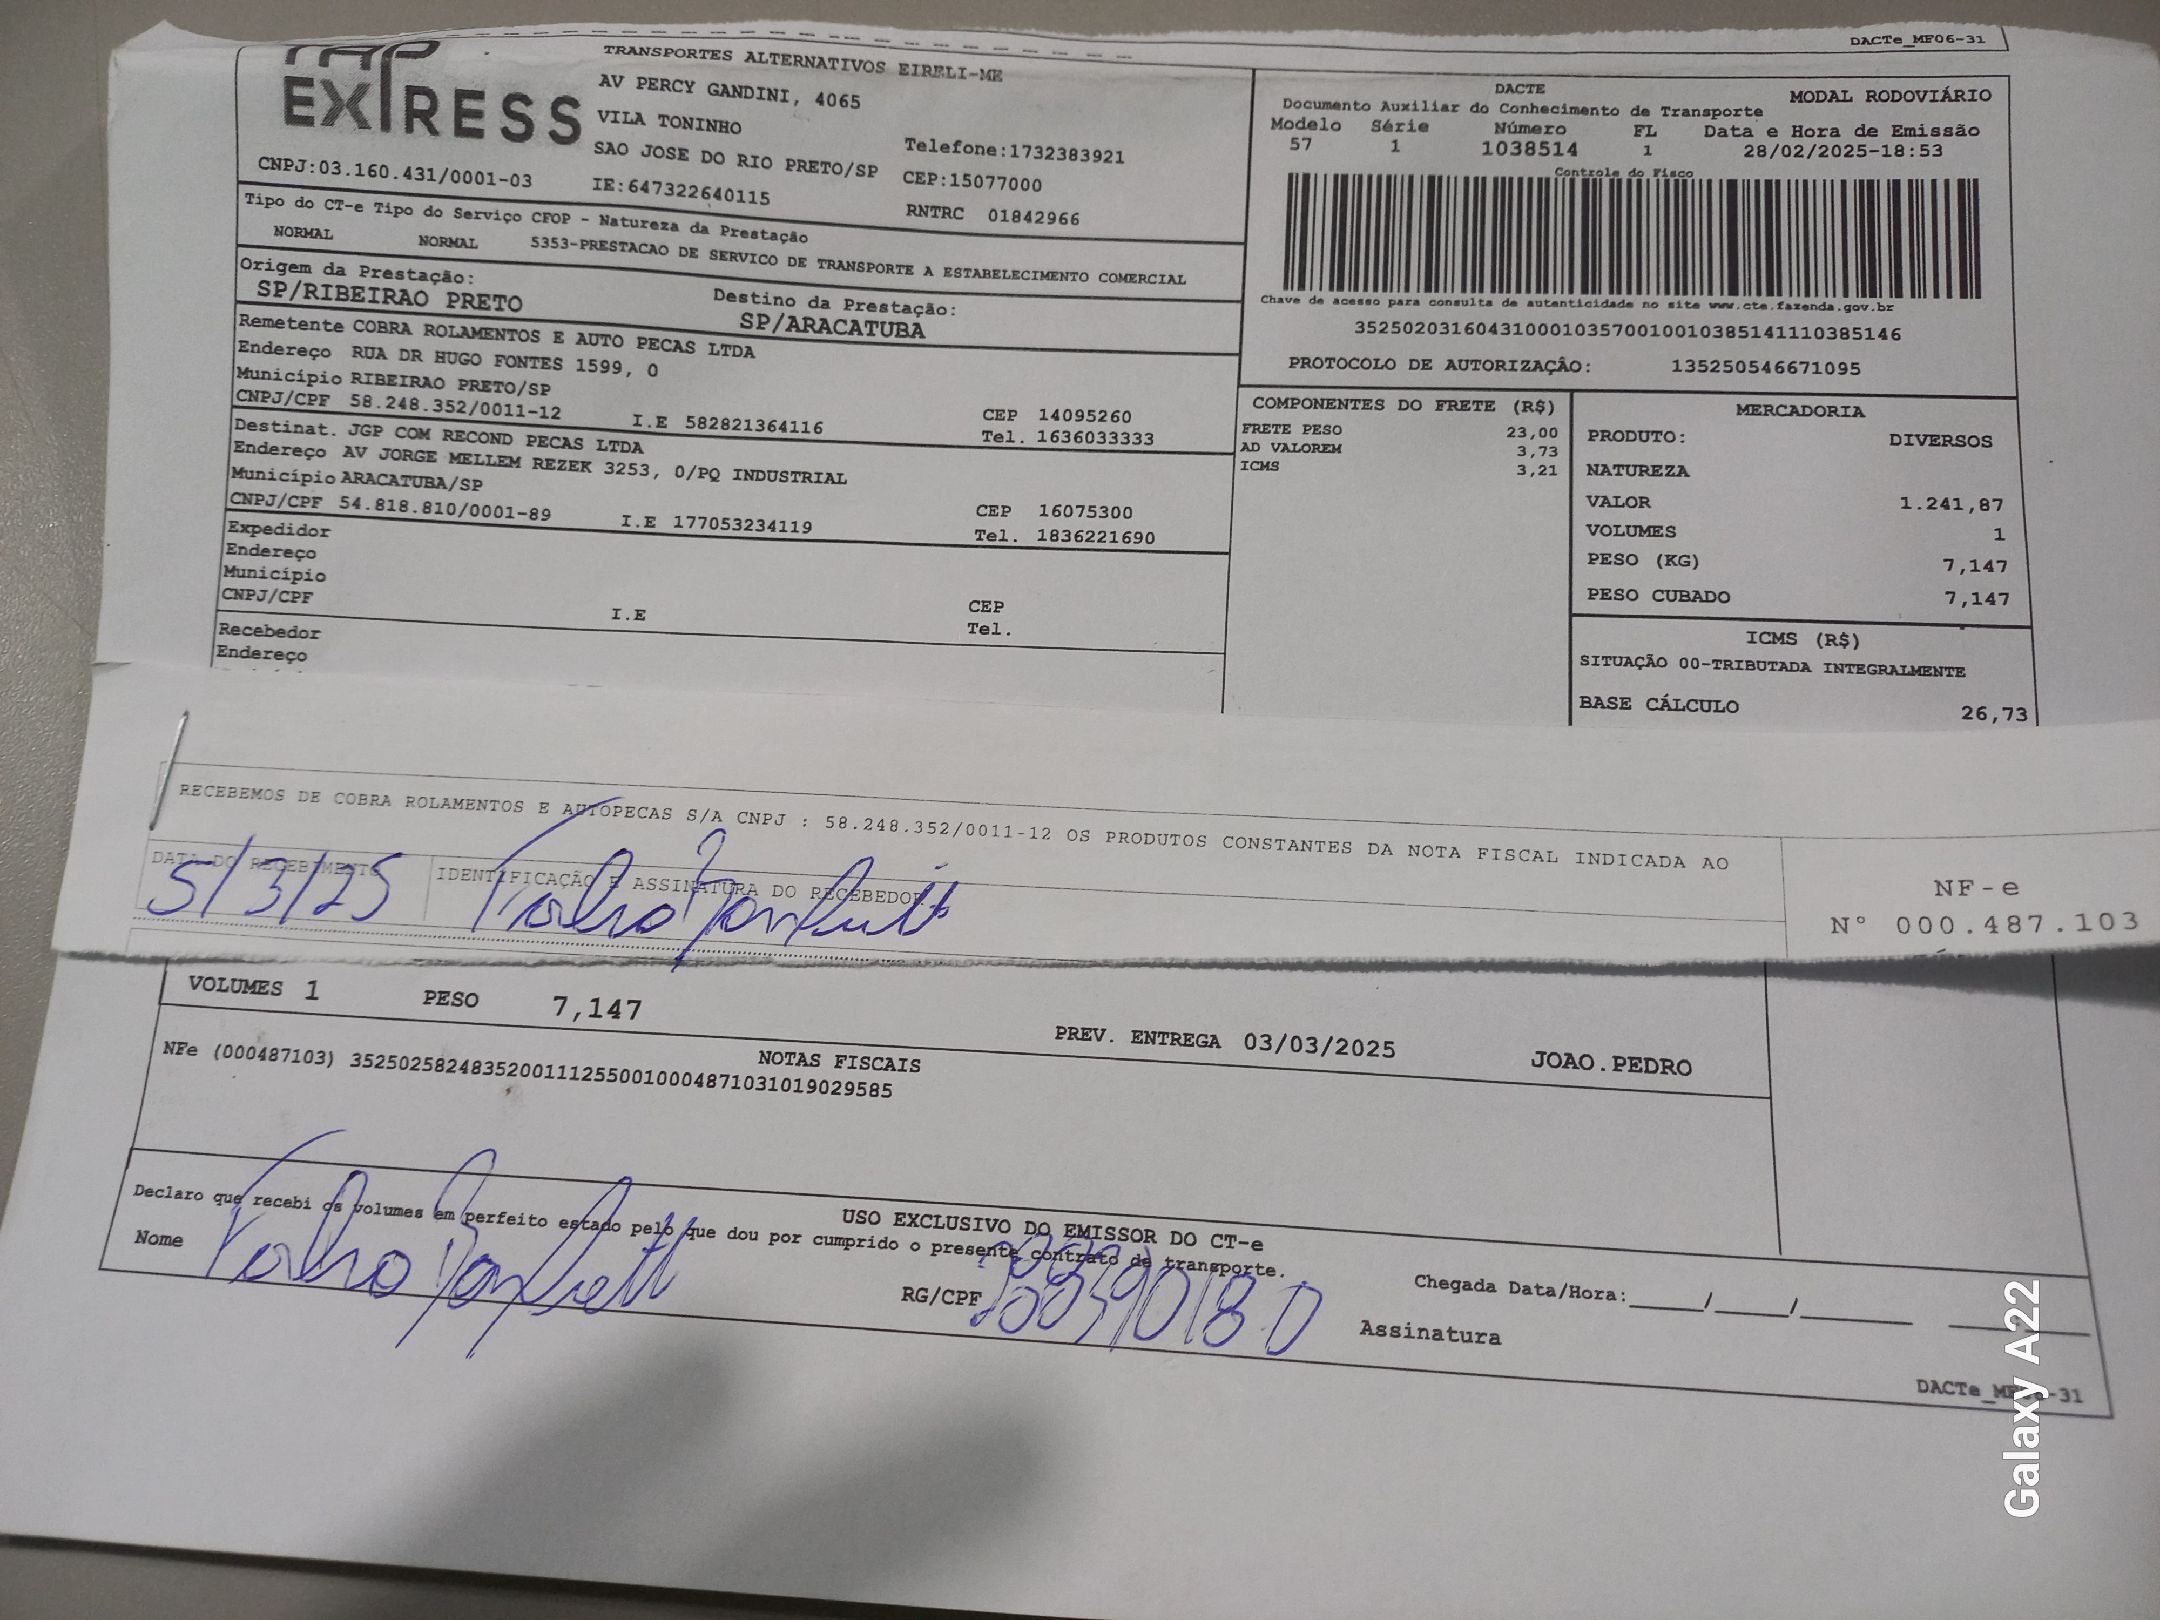 EXPRESS
TRANSPORTES ALTERNATIVOS EIRELI-ME
AV PERCY GANDINI, 4065
VILA TONINHO
SAO JOSE DO RIO PRETO/SP
Telefone:1732383921
CEP:15077000
CNPJ:03.160.431/0001-03
IE:647322640115
RNTRC 01842966
Tipo do CT-e Tipo do Serviço CFOP - Natureza da Prestação
NORMAL NORMAL 5353-PRESTACAO DE SERVICO DE TRANSPORTE A ESTABELECIMENTO COMERCIAL
Origem da Prestação:
SP/RIBEIRAO PRETO
Destino da Prestação:
SP/ARACATUBA
Remetente COBRA ROLAMENTOS E AUTO PECAS LTDA
Endereço RUA DR HUGO FONTES 1599, 0
Município RIBEIRAO PRETO/SP
CEP 14095260
CNPJ/CPF 58.248.352/0011-12 I.E 582821364116 Tel. 1636033333
Destinat. JGP COM RECOND PECAS LTDA
Endereço AV JORGE MELLEM REZEK 3253, 0/PQ INDUSTRIAL
Município ARACATUBA/SP
CEP 16075300
CNPJ/CPF 54.818.810/0001-89 I.E 177053234119 Tel. 1836221690
Expedidor
Endereço
Município
CEP
CNPJ/CPF I.E Tel.
Recebedor
Endereço
DACTe_MF06-31
DACTE
MODAL RODOVIÁRIO
Documento Auxiliar do Conhecimento de Transporte
Modelo Série Número FL Data e Hora de Emissão
57 1 1038514 1 28/02/2025-18:53
Controle do Fisco
Chave de acesso para consulta de autenticidade no site www.cte.fazenda.gov.br
35250203160431000103570010010385141110385146
PROTOCOLO DE AUTORIZAÇÃO: 135250546671095
COMPONENTES DO FRETE (R$)
FRETE PESO 23,00
AD VALOREM 3,73
ICMS 3,21
MERCADORIA
PRODUTO: DIVERSOS
NATUREZA
VALOR 1.241,87
VOLUMES 1
PESO (KG) 7,147
PESO CUBADO 7,147
ICMS (R$)
SITUAÇÃO 00-TRIBUTADA INTEGRALMENTE
BASE CÁLCULO 26,73
RECEBEMOS DE COBRA ROLAMENTOS E AUTOPECAS S/A CNPJ : 58.248.352/0011-12 OS PRODUTOS CONSTANTES DA NOTA FISCAL INDICADA AO
DATA DO RECEBIMENTO IDENTIFICAÇÃO E ASSINATURA DO RECEBEDOR
5/3/25
NF-e
N° 000.487.103
VOLUMES 1 PESO 7,147 PREV. ENTREGA 03/03/2025 JOAO.PEDRO
NOTAS FISCAIS
NFe (000487103) 35250258248352001112550010004871031019029585
USO EXCLUSIVO DO EMISSOR DO CT-e
Declaro que recebi os volumes em perfeito estado pelo que dou por cumprido o presente contrato de transporte.
Nome
RG/CPF
Chegada Data/Hora:_____/_____/_______ ____:____
Assinatura
DACTe_MF06-31
Galaxy A22